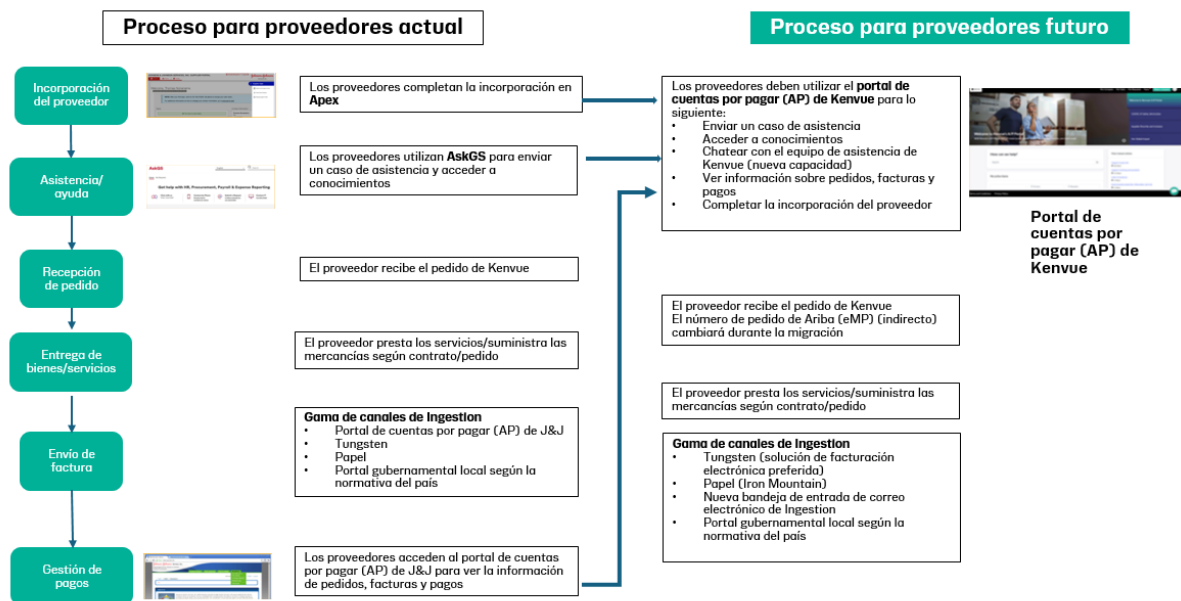 Proceso para proveedores actual
Proceso para proveedores futuro
Incorporación
del proveedor
Los proveedores completan la incorporación en
Apex
Los proveedores deben utilizar el portal de
cuentas por pagar (AP) de Kenvue para lo
siguiente:
• Enviar un caso de asistencia
• Acceder a conocimientos
• Chatear con el equipo de asistencia de
Kenvue (nueva capacidad)
• Ver información sobre pedidos, facturas y
pagos
• Completar la incorporación del proveedor
Portal de
cuentas por
pagar (AP) de
Kenvue
Asistencia/
ayuda
AskGS
Get help with HR, Procurement, Payroll & Expense Reporting
Los proveedores utilizan AskGS para enviar
un caso de asistencia y acceder a
conocimientos
Recepción
de pedido
El proveedor recibe el pedido de Kenvue
El proveedor recibe el pedido de Kenvue
El número de pedido de Ariba (eMP) (indirecto)
cambiará durante la migración
Entrega de
bienes/servicios
El proveedor presta los servicios/suministra las
mercancías según contrato/pedido
El proveedor presta los servicios/suministra las
mercancías según contrato/pedido
Envío de
factura
Gama de canales de Ingestion
• Portal de cuentas por pagar (AP) de J&J
• Tungsten
• Papel
• Portal gubernamental local según la
normativa del país
Gama de canales de Ingestion
• Tungsten (solución de facturación
electrónica preferida)
• Papel (Iron Mountain)
• Nueva bandeja de entrada de correo
electrónico de Ingestion
• Portal gubernamental local según la
normativa del país
Gestión de
pagos
Los proveedores acceden al portal de cuentas
por pagar (AP) de J&J para ver la información
de pedidos, facturas y pagos